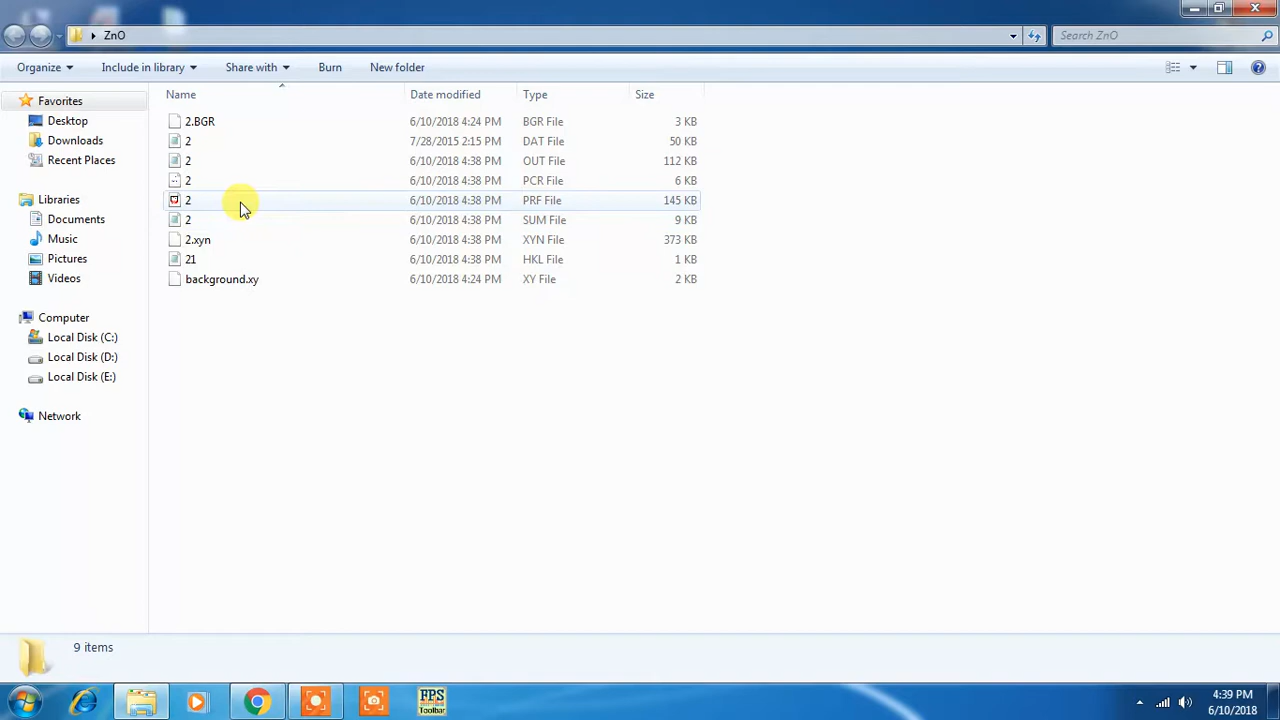 ZnO
Search ZnO
Organize Include in library Share with Burn New folder
Name Date modified Type Size
2.BGR 6/10/2018 4:24 PM BGR File 3 KB
2 7/28/2015 2:15 PM DAT File 50 KB
2 6/10/2018 4:38 PM OUT File 112 KB
2 6/10/2018 4:38 PM PCR File 6 KB
2 6/10/2018 4:38 PM PRF File 145 KB
2 6/10/2018 4:38 PM SUM File 9 KB
2.xyn 6/10/2018 4:38 PM XYN File 373 KB
21 6/10/2018 4:38 PM HKL File 1 KB
background.xy 6/10/2018 4:24 PM XY File 2 KB
Favorites
Desktop
Downloads
Recent Places
Libraries
Documents
Music
Pictures
Videos
Computer
Local Disk (C:)
Local Disk (D:)
Local Disk (E:)
Network
9 items
FPS
Toolbar
4:39 PM
6/10/2018